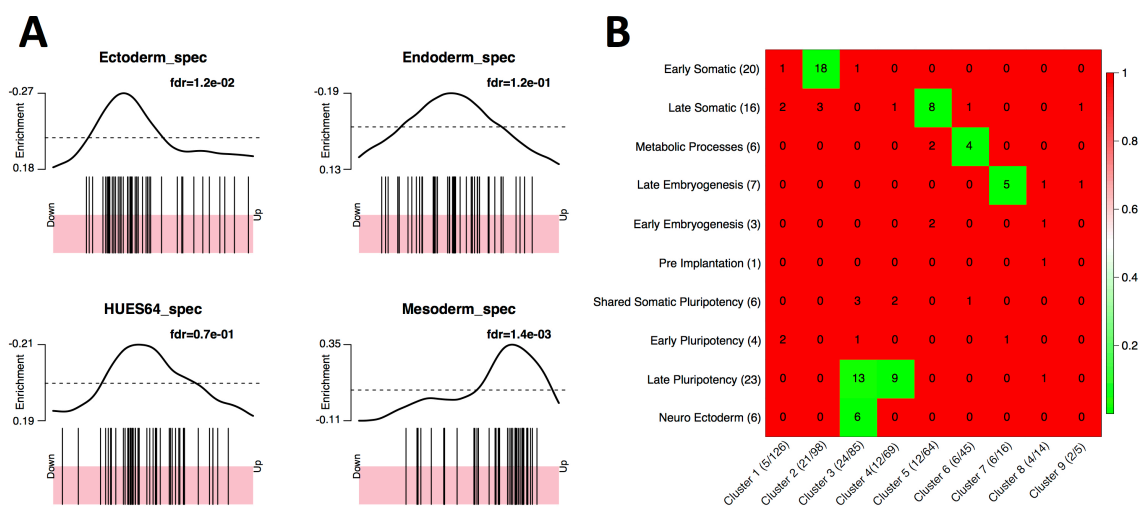 A
Ectoderm_spec
fdr=1.2e-02
-0.27
Enrichment
0.18
Down
Up
Endoderm_spec
fdr=1.2e-01
-0.19
Enrichment
0.13
Down
Up
HUES64_spec
fdr=0.7e-01
-0.21
Enrichment
0.19
Down
Up
Mesoderm_spec
fdr=1.4e-03
0.35
Enrichment
-0.11
Down
Up
B
Early Somatic (20) 1 18 1 0 0 0 0 0 0
Late Somatic (16) 2 3 0 1 8 1 0 0 1
Metabolic Processes (6) 0 0 0 0 2 4 0 0 0
Late Embryogenesis (7) 0 0 0 0 0 0 5 1 1
Early Embryogenesis (3) 0 0 0 0 2 0 0 1 0
Pre Implantation (1) 0 0 0 0 0 0 0 1 0
Shared Somatic Pluripotency (6) 0 0 3 2 0 1 0 0 0
Early Pluripotency (4) 2 0 1 0 0 0 1 0 0
Late Pluripotency (23) 0 0 13 9 0 0 0 1 0
Neuro Ectoderm (6) 0 0 6 0 0 0 0 0 0
Cluster 1 (5/126)
Cluster 2 (21/98)
Cluster 3 (24/85)
Cluster 4(12/69)
Cluster 5 (12/64)
Cluster 6 (6/45)
Cluster 7 (6/16)
Cluster 8 (4/14)
Cluster 9 (2/5)
1
0.8
0.6
0.4
0.2